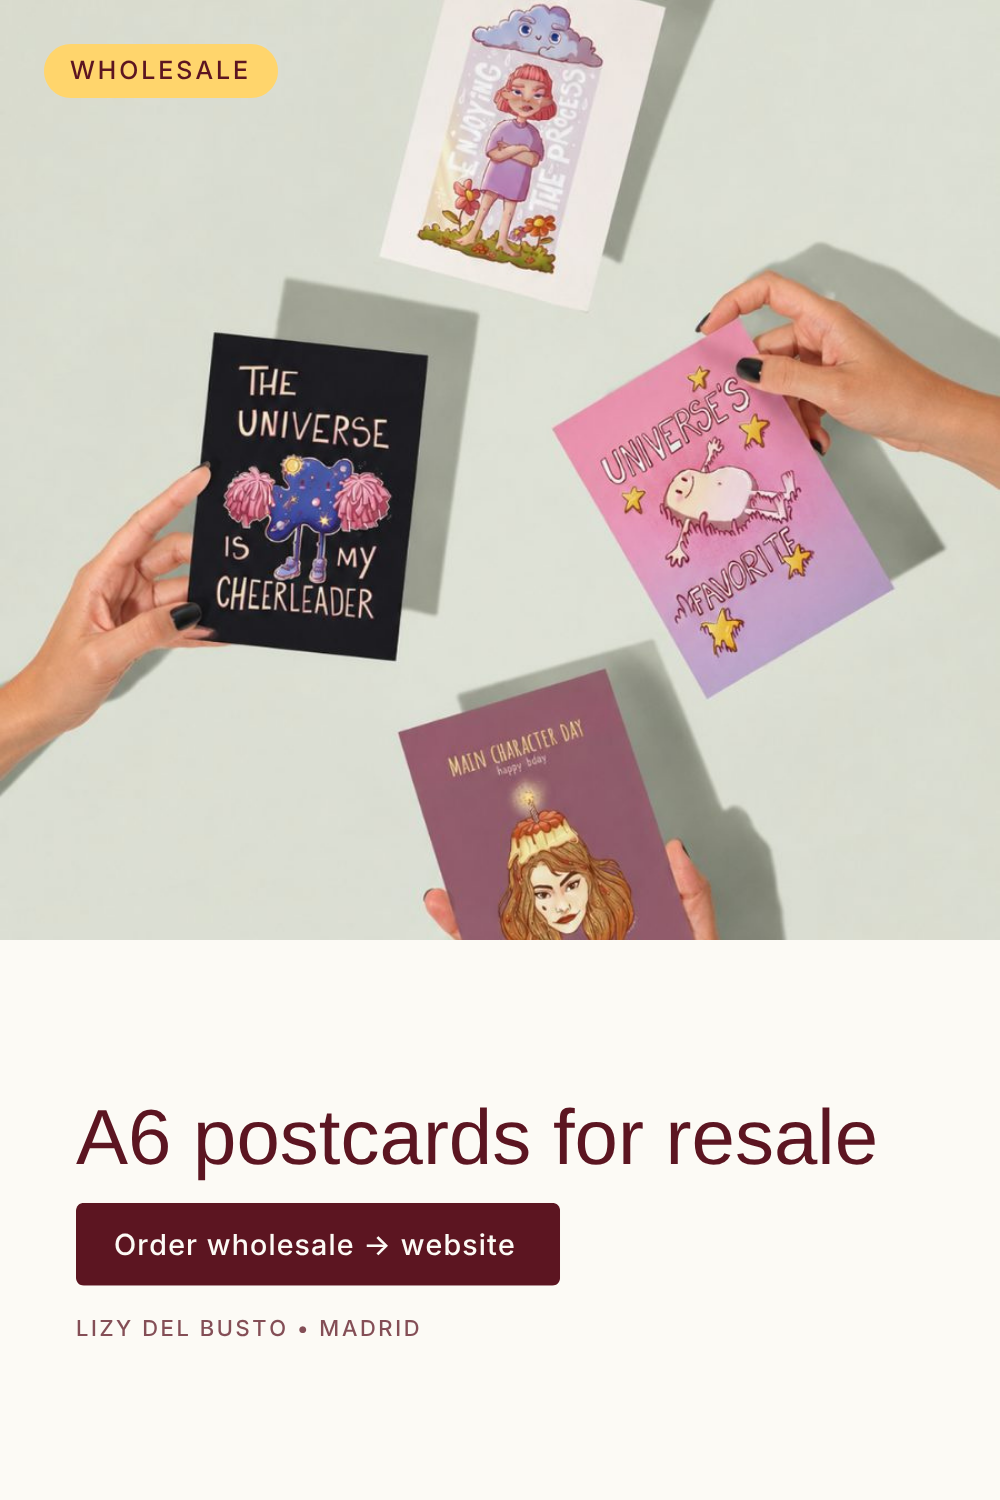 WHOLESALE
ENJOYING
THE PROCESS
THE
UNIVERSE
IS MY
CHEERLEADER
UNIVERSE'S
FAVORITE
MAIN CHARACTER DAY
happy bday
A6 postcards for resale
Order wholesale → website
LIZY DEL BUSTO • MADRID